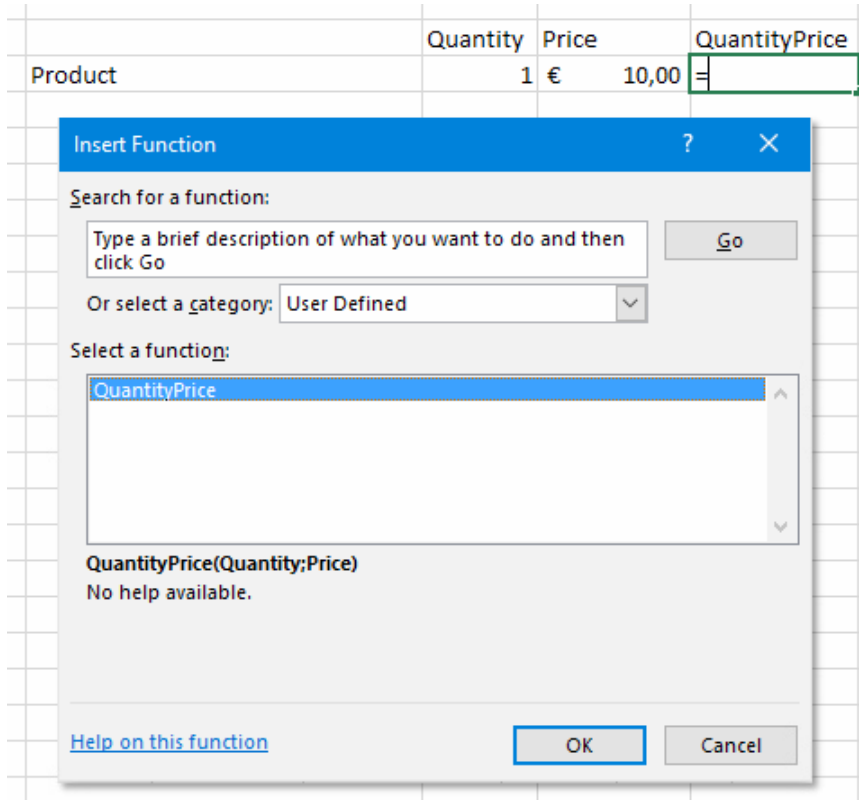 Quantity Price QuantityPrice
Product 1 € 10,00 =
Insert Function ? ×
Search for a function:
Type a brief description of what you want to do and then
click Go
Go
Or select a category: User Defined
Select a function:
QuantityPrice
QuantityPrice(Quantity;Price)
No help available.
Help on this function OK Cancel